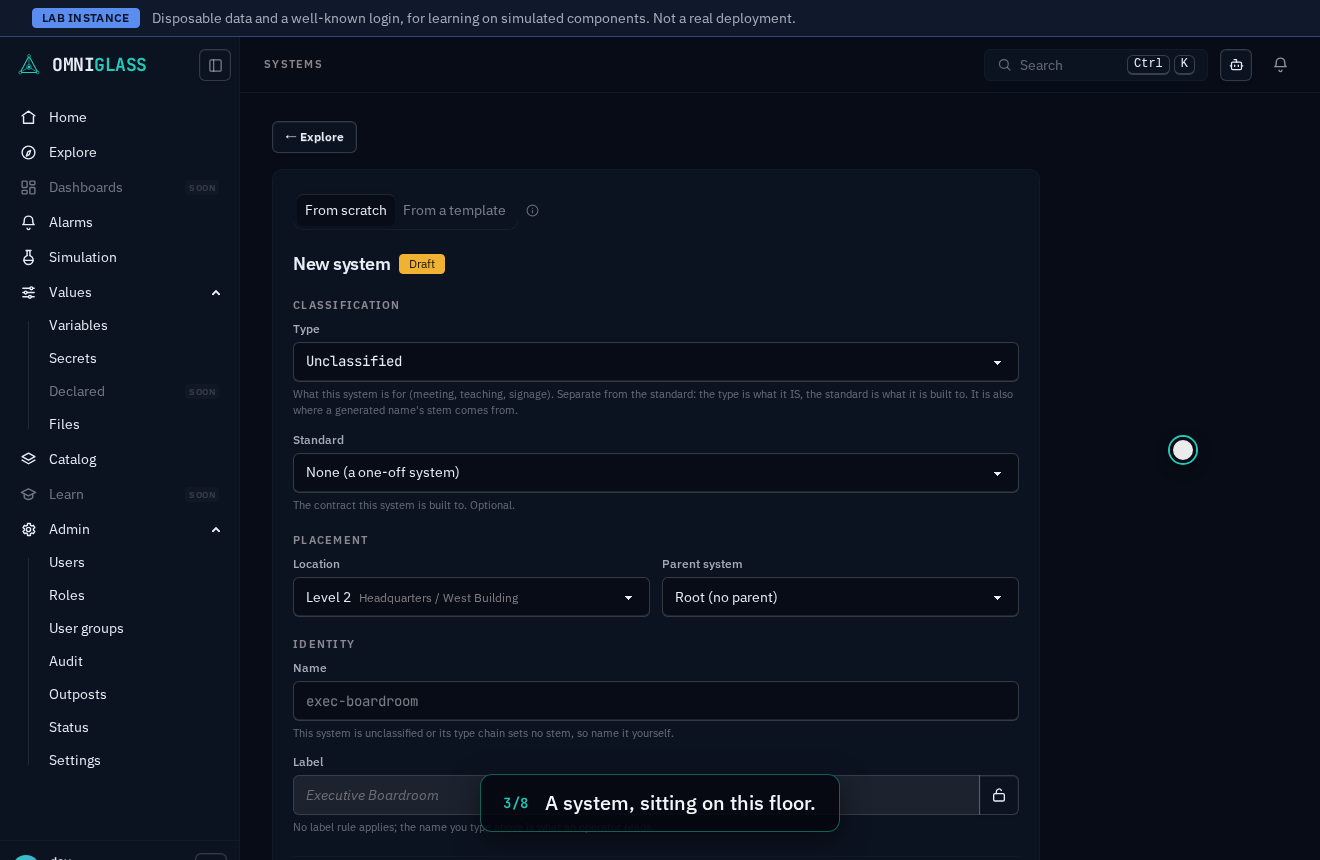 LAB INSTANCE Disposable data and a well-known login, for learning on simulated components. Not a real deployment.
OMNIGLASS
SYSTEMS
Search Ctrl K
Home
Explore
Dashboards SOON
Alarms
Simulation
Values
Variables
Secrets
Declared SOON
Files
Catalog
Learn SOON
Admin
Users
Roles
User groups
Audit
Outposts
Status
Settings
← Explore
From scratch From a template
New system Draft
CLASSIFICATION
Type
Unclassified
What this system is for (meeting, teaching, signage). Separate from the standard: the type is what it IS, the standard is what it is built to. It is also
where a generated name's stem comes from.
Standard
None (a one-off system)
The contract this system is built to. Optional.
PLACEMENT
Location Parent system
Level 2 Headquarters / West Building Root (no parent)
IDENTITY
Name
exec-boardroom
This system is unclassified or its type chain sets no stem, so name it yourself.
Label
Executive Boardroom
No label rule applies; the name you
3/8 A system, sitting on this floor.